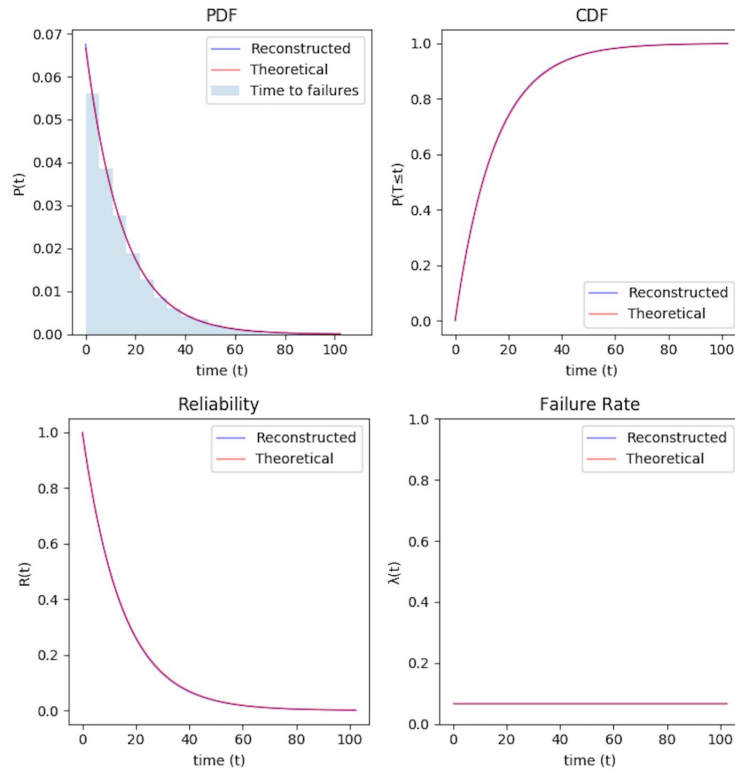 PDF
0.07
0.06
0.05
0.04
0.03
0.02
0.01
0.00
P(t)
Reconstructed
Theoretical
Time to failures
0 20 40 60 80 100
time (t)
CDF
1.0
0.8
0.6
0.4
0.2
0.0
P(T≤t)
Reconstructed
Theoretical
0 20 40 60 80 100
time (t)
Reliability
1.0
0.8
0.6
0.4
0.2
0.0
R(t)
Reconstructed
Theoretical
0 20 40 60 80 100
time (t)
Failure Rate
1.0
0.8
0.6
0.4
0.2
0.0
λ(t)
Reconstructed
Theoretical
0 20 40 60 80 100
time (t)